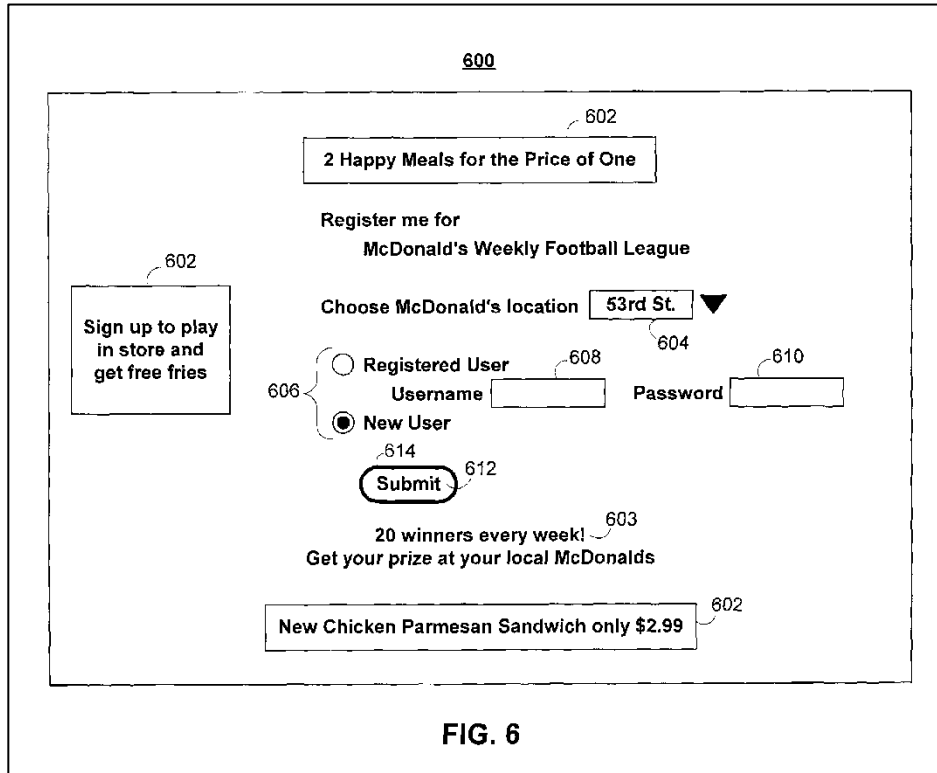 600
602
2 Happy Meals for the Price of One
Register me for
McDonald's Weekly Football League
602
Sign up to play
in store and
get free fries
Choose McDonald's location 53rd St.
604
606
Registered User
608
610
Username
Password
New User
614
Submit 612
20 winners every week! 603
Get your prize at your local McDonalds
602
New Chicken Parmesan Sandwich only $2.99
FIG. 6